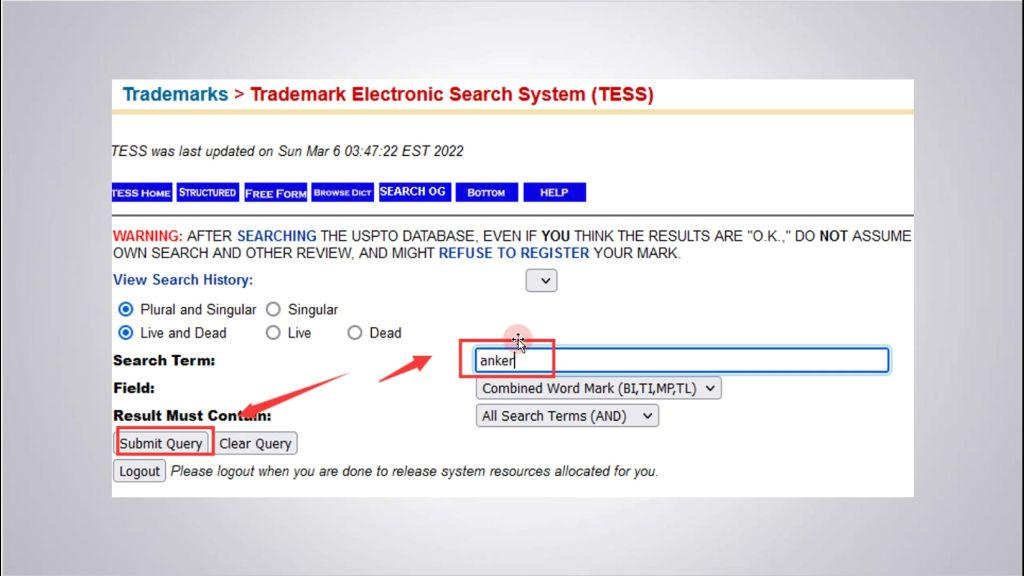 Trademarks > Trademark Electronic Search System (TESS)
TESS was last updated on Sun Mar 6 03:47:22 EST 2022
TESS HOME STRUCTURED FREE FORM BROWSE DICT SEARCH OG BOTTOM HELP
WARNING: AFTER SEARCHING THE USPTO DATABASE, EVEN IF YOU THINK THE RESULTS ARE "O.K.," DO NOT ASSUME
OWN SEARCH AND OTHER REVIEW, AND MIGHT REFUSE TO REGISTER YOUR MARK.
View Search History:
Plural and Singular Singular
Live and Dead Live Dead
Search Term: anker
Field: Combined Word Mark (BI,TI,MP,TL)
Result Must Contain: All Search Terms (AND)
Submit Query Clear Query
Logout Please logout when you are done to release system resources allocated for you.